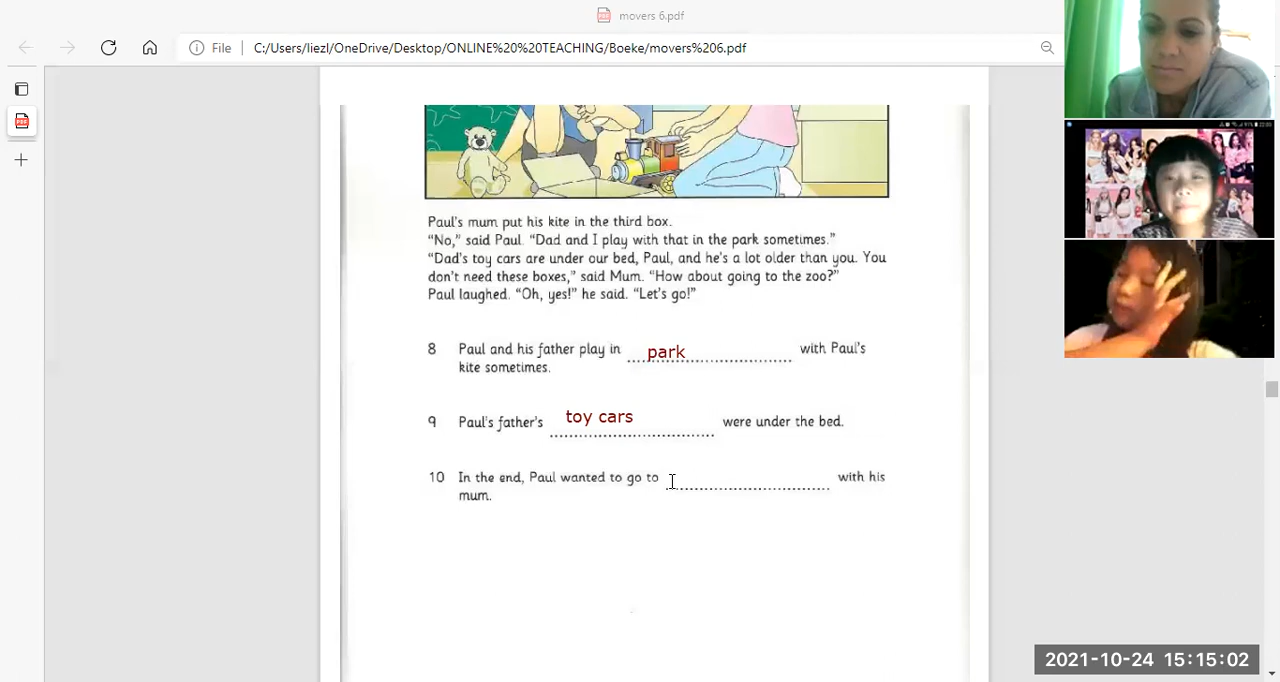 movers 6.pdf
File C:/Users/liezl/OneDrive/Desktop/ONLINE%20%20TEACHING/Boeke/movers%206.pdf
Paul's mum put his kite in the third box.
"No," said Paul. "Dad and I play with that in the park sometimes."
"Dad's toy cars are under our bed, Paul, and he's a lot older than you. You
don't need these boxes," said Mum. "How about going to the zoo?"
Paul laughed. "Oh, yes!" he said. "Let's go!"
8 Paul and his father play in park with Paul's
kite sometimes.
9 Paul's father's toy cars were under the bed.
10 In the end, Paul wanted to go to with his
mum.
2021-10-24 15:15:02